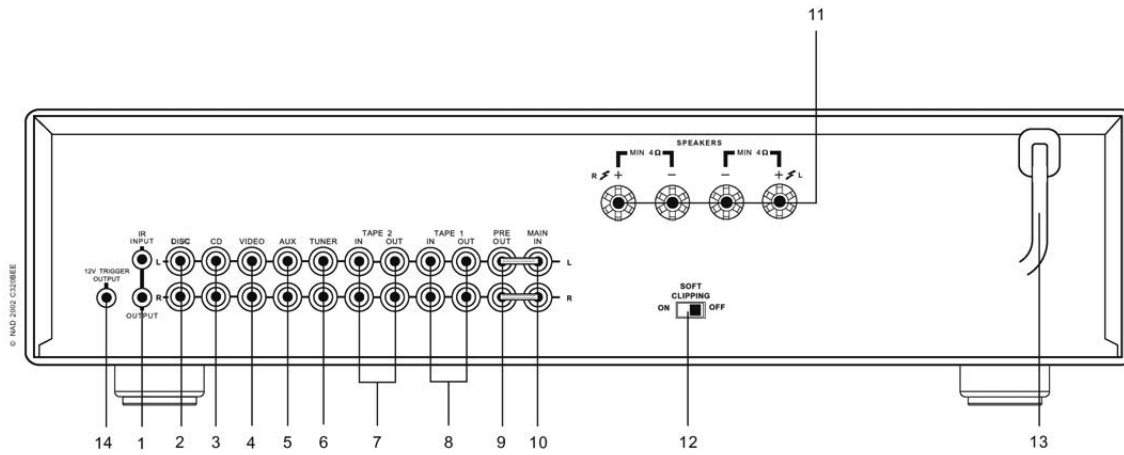 11
SPEAKERS
MIN 4Ω MIN 4Ω
R + − − + L
IR
INPUT
DISC CD VIDEO AUX TUNER TAPE 2 IN OUT TAPE 1 IN OUT PRE OUT MAIN IN
L L
12V TRIGGER
OUTPUT
R R
OUTPUT
SOFT
CLIPPING
ON OFF
© NAD 2002 C320BEE
14 1 2 3 4 5 6 7 8 9 10 12 13